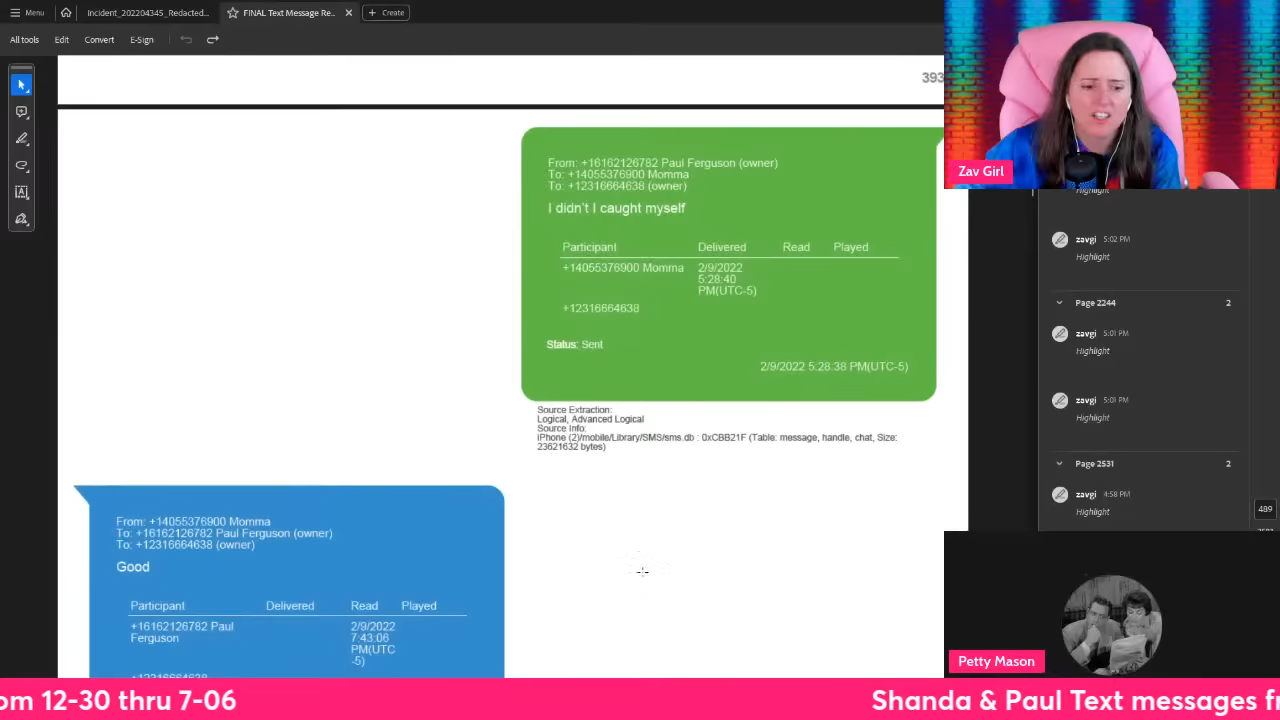 Menu
Incident_202204345_Redacted...
FINAL Text Message Re...
Create
All tools
Edit
Convert
E-Sign
393
From: +16162126782 Paul Ferguson (owner)
To: +14055376900 Momma
To: +12316664638 (owner)
I didn't I caught myself
Participant Delivered Read Played
+14055376900 Momma 2/9/2022
5:28:40
PM(UTC-5)
+12316664638
Status: Sent
2/9/2022 5:28:38 PM(UTC-5)
Source Extraction:
Logical, Advanced Logical
Source Info:
iPhone (2)/mobile/Library/SMS/sms.db : 0xCBB21F (Table: message, handle, chat, Size:
23621632 bytes)
From: +14055376900 Momma
To: +16162126782 Paul Ferguson (owner)
To: +12316664638 (owner)
Good
Participant Delivered Read Played
+16162126782 Paul
Ferguson
2/9/2022
7:43:06
PM(UTC
-5)
+12316664638
Zav Girl
Highlight
zavgi 5:02 PM
Highlight
Page 2244 2
zavgi 5:01 PM
Highlight
zavgi 5:01 PM
Highlight
Page 2531 2
zavgi 4:58 PM
Highlight
489
Petty Mason
om 12-30 thru 7-06
Shanda & Paul Text messages fr